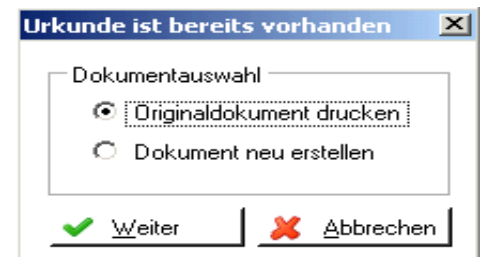 Urkunde ist bereits vorhanden
Dokumentauswahl
Originaldokument drucken
Dokument neu erstellen
Weiter Abbrechen